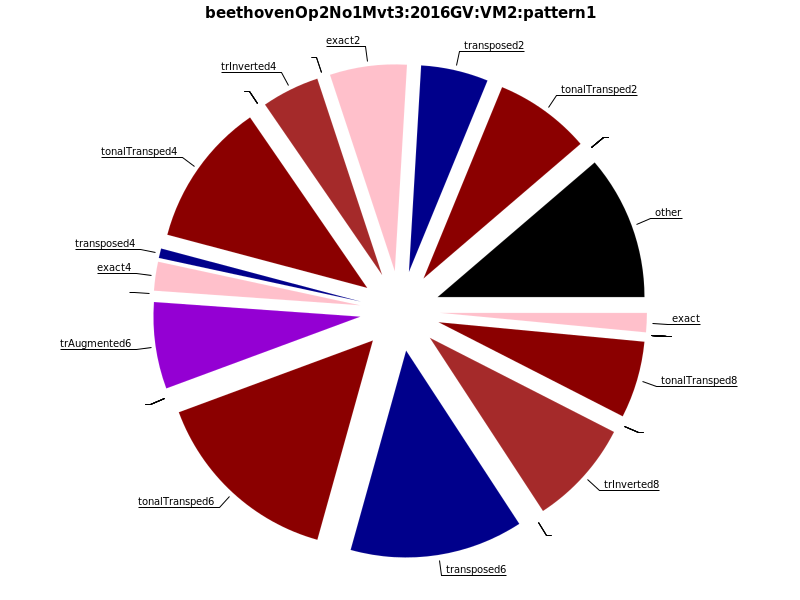 beethovenOp2No1Mvt3:2016GV:VM2:pattern1
exact2
transposed2
trInverted4
tonalTransped2
tonalTransped4
other
transposed4
exact4
exact
trAugmented6
tonalTransped8
trInverted8
tonalTransped6
transposed6